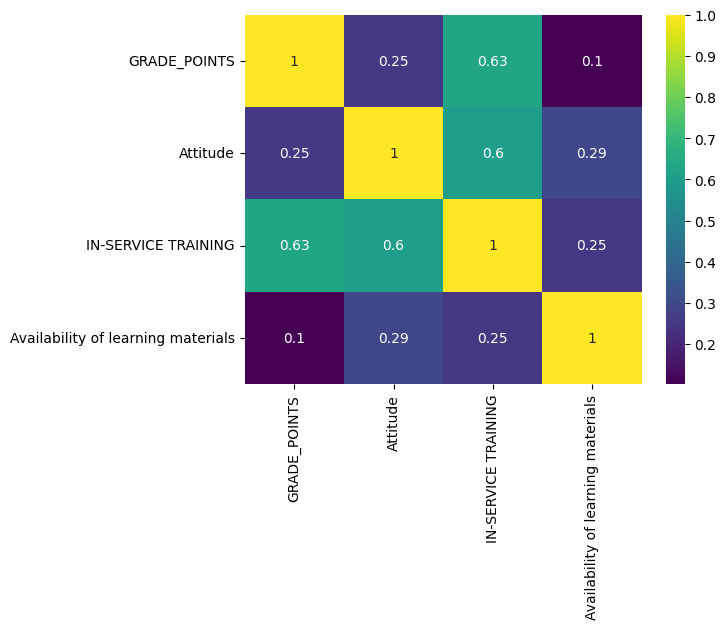 GRADE_POINTS 1 0.25 0.63 0.1
Attitude 0.25 1 0.6 0.29
IN-SERVICE TRAINING 0.63 0.6 1 0.25
Availability of learning materials 0.1 0.29 0.25 1
GRADE_POINTS
Attitude
IN-SERVICE TRAINING
Availability of learning materials
1.0
0.9
0.8
0.7
0.6
0.5
0.4
0.3
0.2